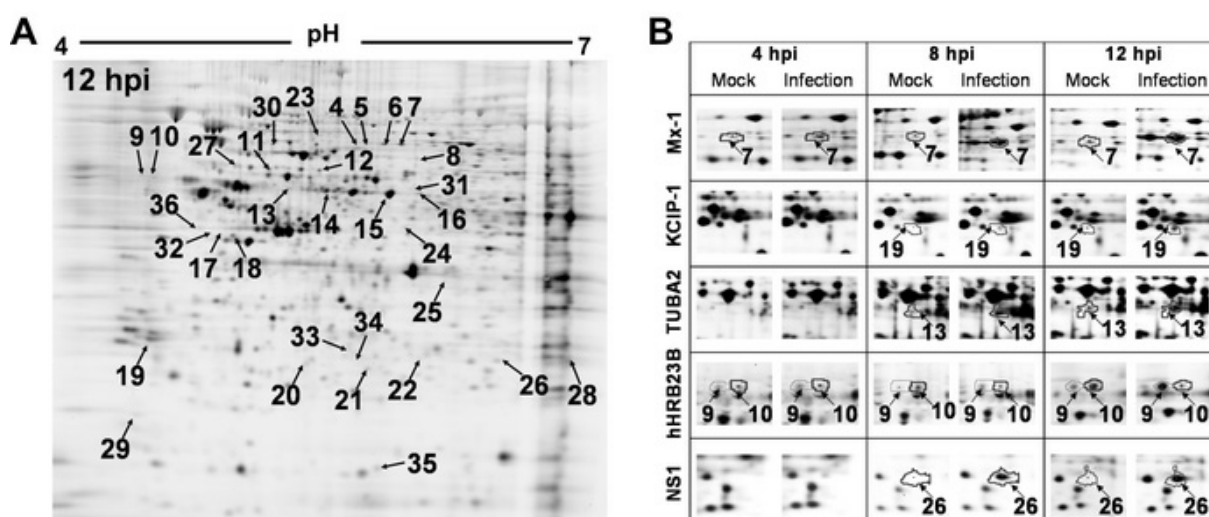 A
4 pH 7
12 hpi
30 23 4 5 6 7
9 10 11
27 12 8
31
13 14 15 16
36
32 24
17 18
25
33 34
19
20 21 22 26 28
29
35
B
4 hpi 8 hpi 12 hpi
Mock Infection Mock Infection Mock Infection
Mx-1
7 7 7 7 7 7
KCIP-1
19 19 19 19
TUBA2
13 13 13
hHRB23B
9 10 9 10 9 10 9 10 9 10 9 10
NS1
26 26 26 26